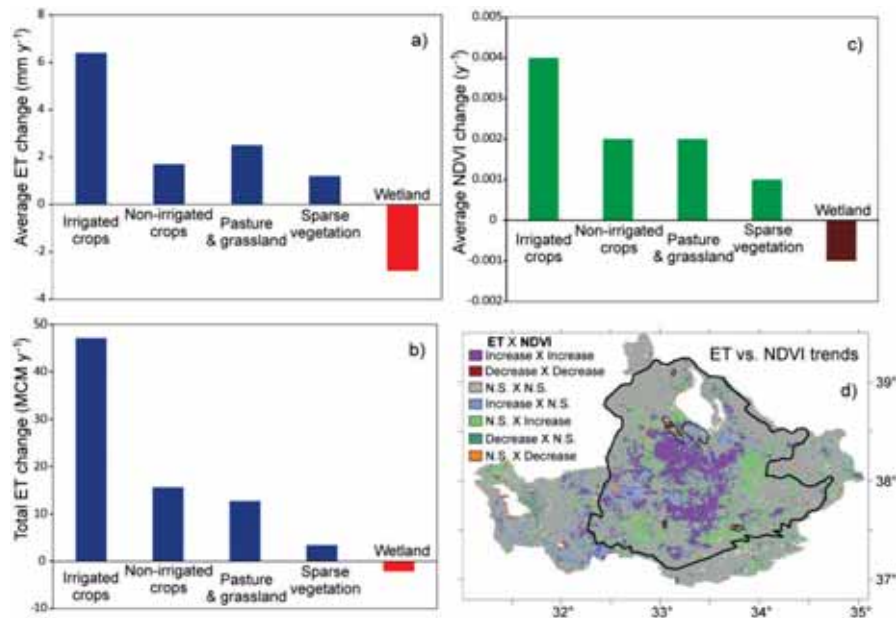 Average ET change (mm y⁻¹)
8
6
4
2
0
-2
-4
a)
Irrigated
crops
Non-irrigated
crops
Pasture
& grassland
Sparse
vegetation
Wetland
Average NDVI change (y⁻¹)
0.005
0.004
0.003
0.002
0.001
0
-0.001
-0.002
c)
Irrigated
crops
Non-irrigated
crops
Pasture
& grassland
Sparse
vegetation
Wetland
Total ET change (MCM y⁻¹)
50
40
30
20
10
0
-10
b)
Irrigated
crops
Non-irrigated
crops
Pasture
& grassland
Sparse
vegetation
Wetland
ET X NDVI
Increase X Increase
Decrease X Decrease
N.S. X N.S.
Increase X N.S.
N.S. X Increase
Decrease X N.S.
N.S. X Decrease
ET vs. NDVI trends
d)
39°
38°
37°
32°
33°
34°
35°